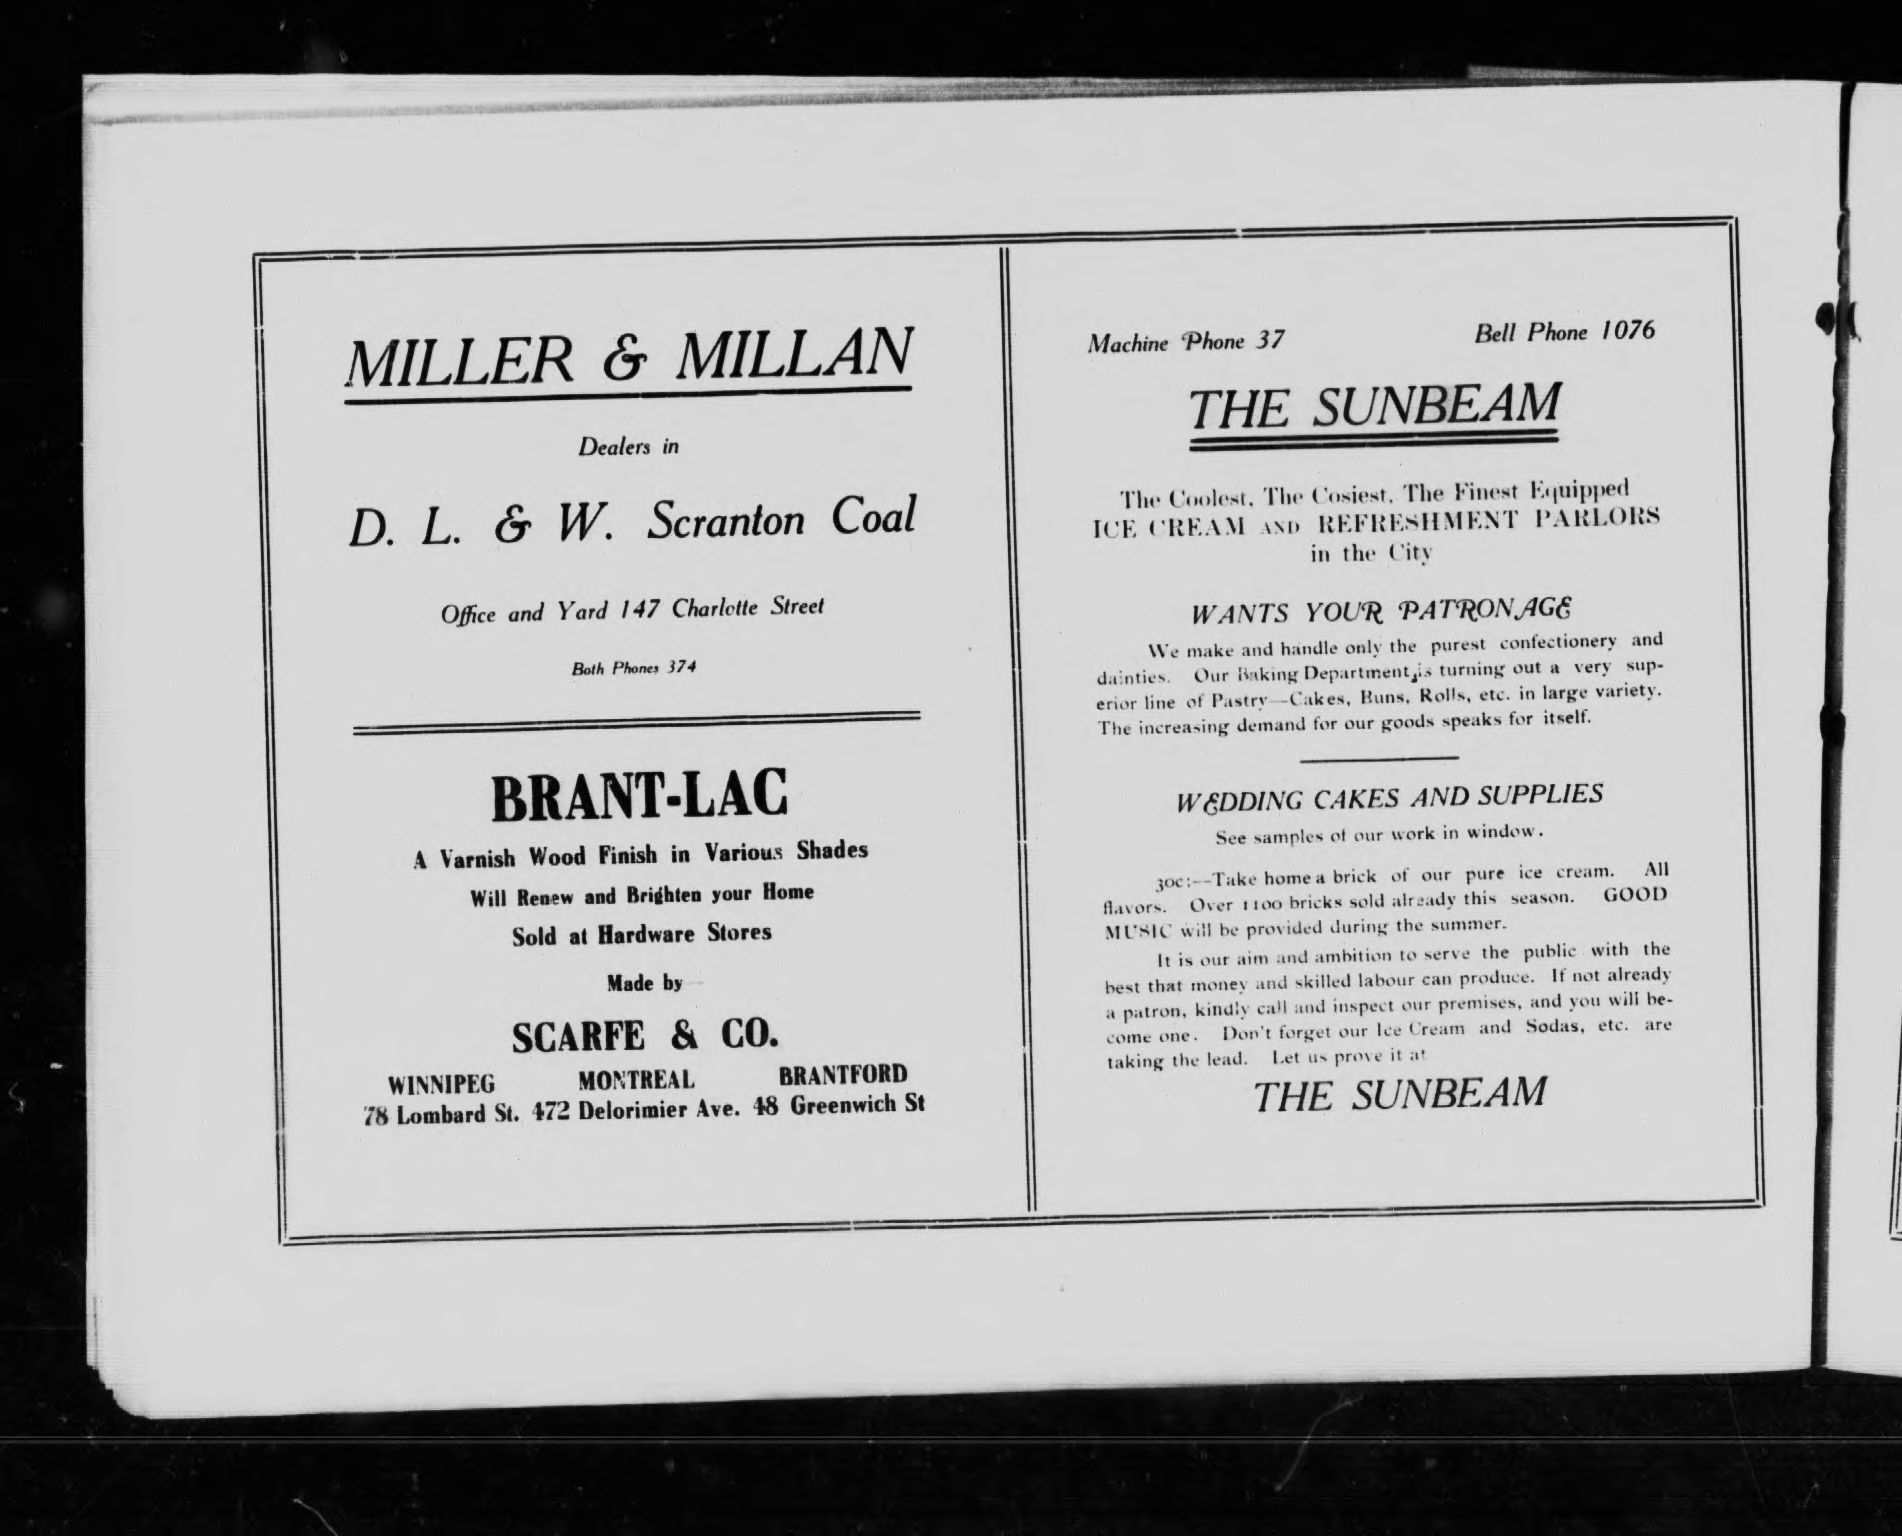 MILLER & MILLAN
Dealers in
D. L. & W. Scranton Coal
Office and Yard 147 Charlotte Street
Both Phones 374
BRANT-LAC
A Varnish Wood Finish in Various Shades
Will Renew and Brighten your Home
Sold at Hardware Stores
Made by
SCARFE & CO.
WINNIPEG MONTREAL BRANTFORD
78 Lombard St. 472 Delorimier Ave. 48 Greenwich St
Machine Phone 37 Bell Phone 1076
THE SUNBEAM
The Coolest, The Cosiest, The Finest Equipped
ICE CREAM AND REFRESHMENT PARLORS
in the City
WANTS YOUR PATRONAGE
We make and handle only the purest confectionery and
dainties. Our Baking Department is turning out a very sup-
erior line of Pastry—Cakes, Buns, Rolls, etc. in large variety.
The increasing demand for our goods speaks for itself.
WEDDING CAKES AND SUPPLIES
See samples of our work in window.
30c:—Take home a brick of our pure ice cream. All
flavors. Over 1100 bricks sold already this season. GOOD
MUSIC will be provided during the summer.
It is our aim and ambition to serve the public with the
best that money and skilled labour can produce. If not already
a patron, kindly call and inspect our premises, and you will be-
come one. Don't forget our Ice Cream and Sodas, etc. are
taking the lead. Let us prove it at
THE SUNBEAM